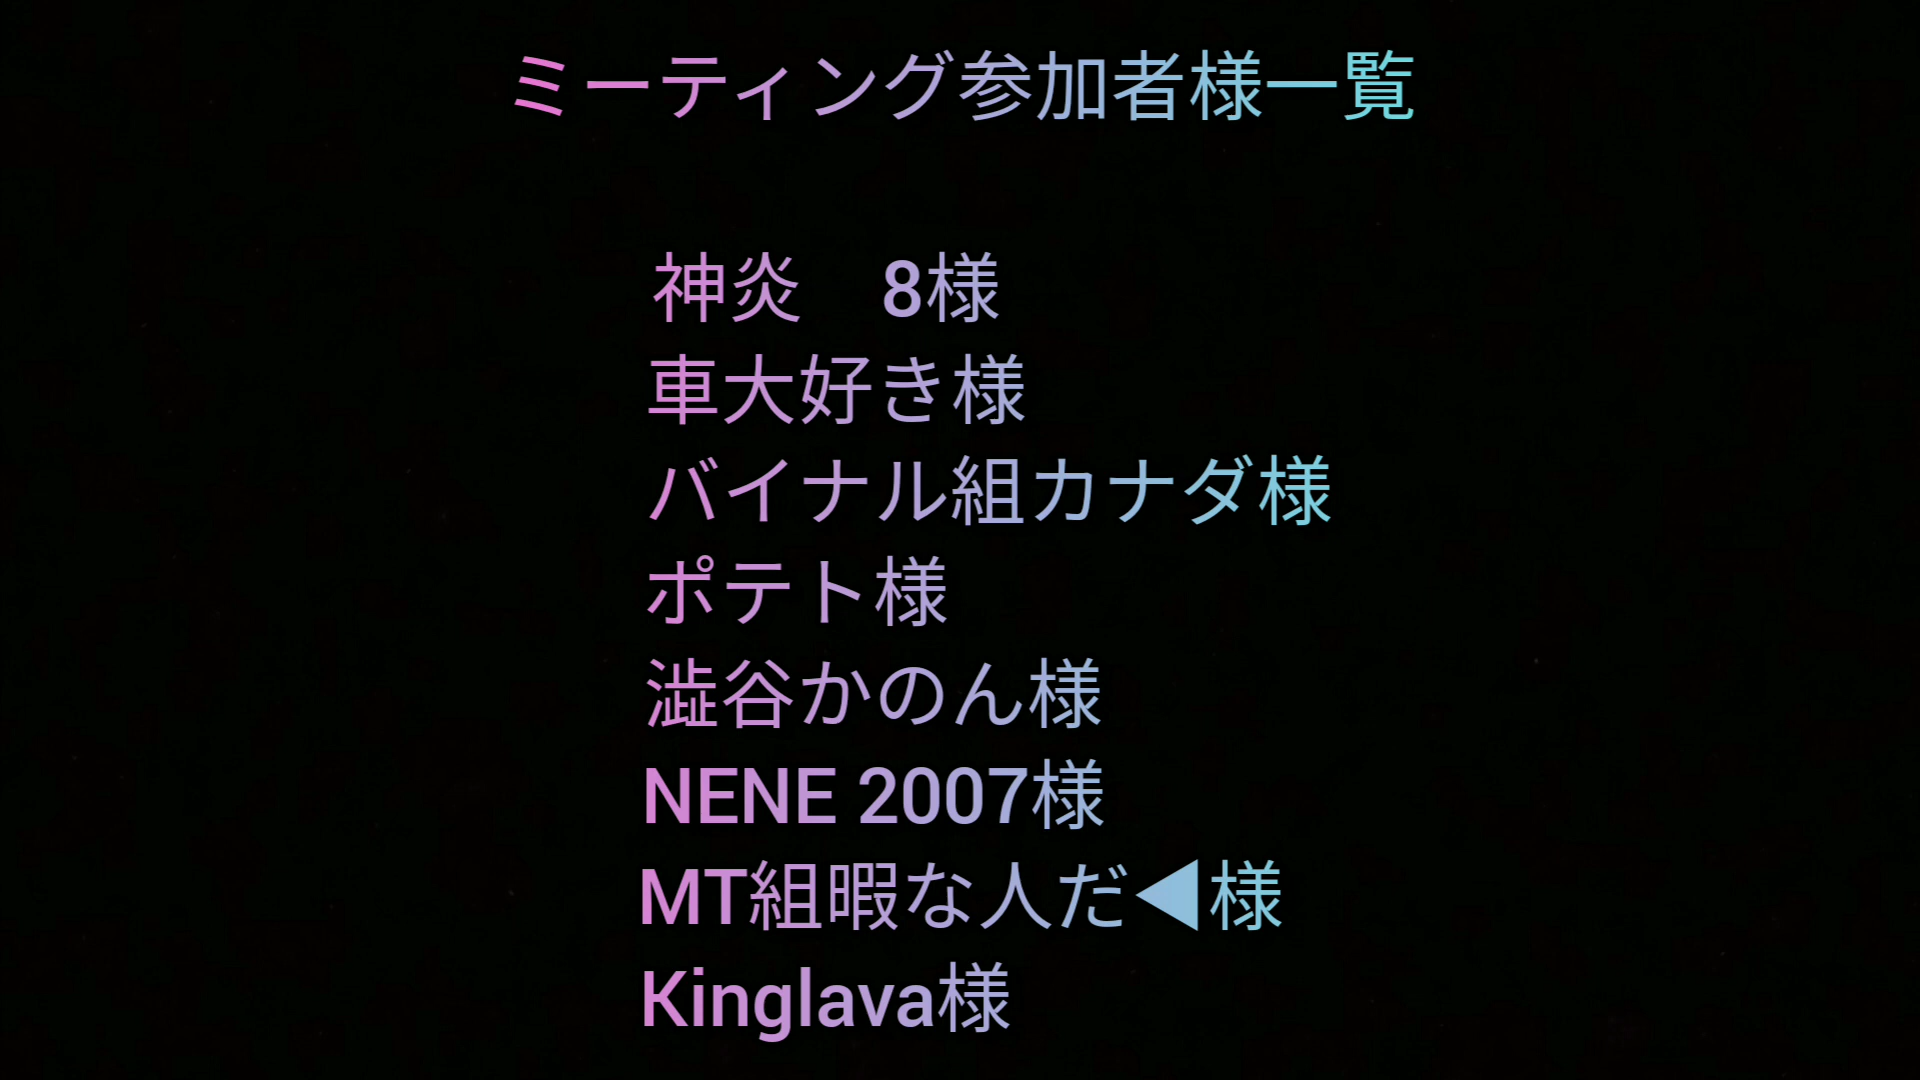 ミーティング参加者様一覧
神炎　8様
車大好き様
バイナル組カナダ様
ポテト様
澁谷かのん様
NENE 2007様
MT組暇な人だ◀様
Kinglava様